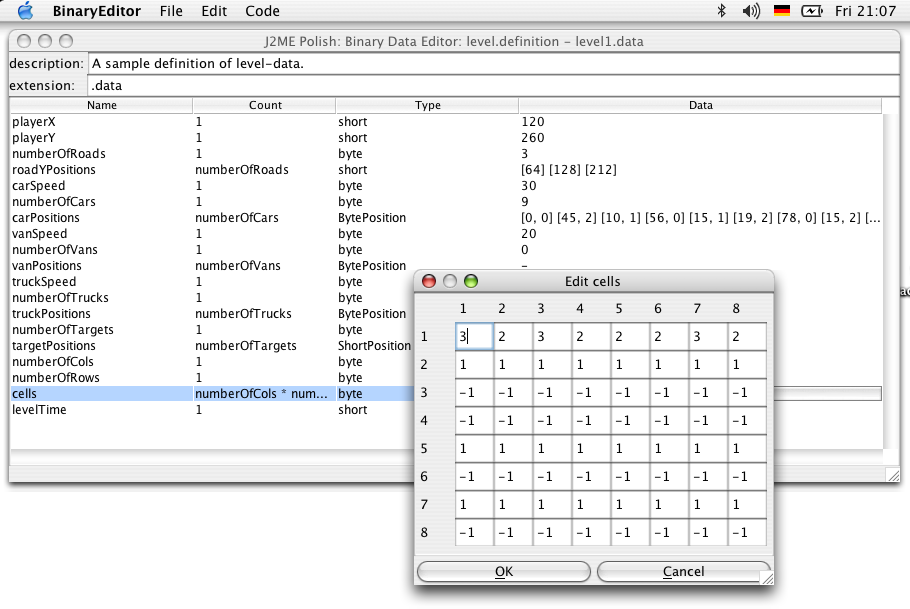 BinaryEditor File Edit Code Fri 21:07
J2ME Polish: Binary Data Editor: level.definition - level1.data
description: A sample definition of level-data.
extension: .data
Name Count Type Data
playerX 1 short 120
playerY 1 short 260
numberOfRoads 1 byte 3
roadYPositions numberOfRoads short [64] [128] [212]
carSpeed 1 byte 30
numberOfCars 1 byte 9
carPositions numberOfCars BytePosition [0, 0] [45, 2] [10, 1] [56, 0] [15, 1] [19, 2] [78, 0] [15, 2] [...
vanSpeed 1 byte 20
numberOfVans 1 byte 0
vanPositions numberOfVans BytePosition -
truckSpeed 1 byte
numberOfTrucks 1 byte
truckPositions numberOfTrucks BytePosition
numberOfTargets 1 byte
targetPositions numberOfTargets ShortPosition
numberOfCols 1 byte
numberOfRows 1 byte
cells numberOfCols * num... byte
levelTime 1 short
Edit cells
1 2 3 4 5 6 7 8
1 3 2 3 2 2 2 3 2
2 1 1 1 1 1 1 1 1
3 -1 -1 -1 -1 -1 -1 -1 -1
4 -1 -1 -1 -1 -1 -1 -1 -1
5 1 1 1 1 1 1 1 1
6 -1 -1 -1 -1 -1 -1 -1 -1
7 1 1 1 1 1 1 1 1
8 -1 -1 -1 -1 -1 -1 -1 -1
OK Cancel